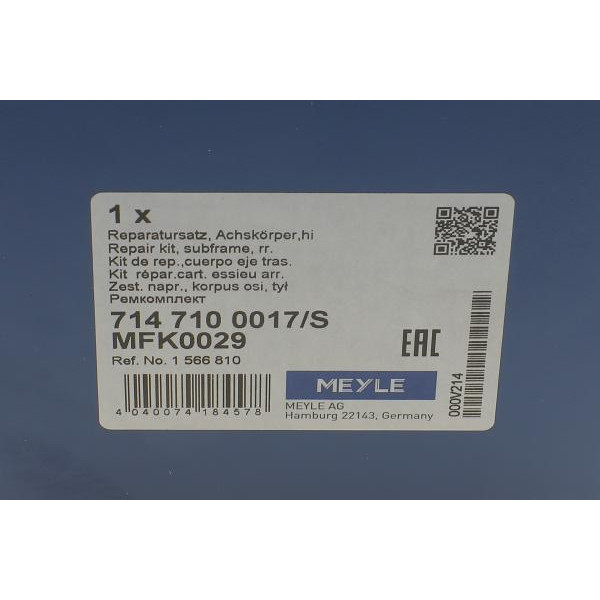 1 x
Reparatursatz, Achskörper,hi
Repair kit, subframe, rr.
Kit de rep.,cuerpo eje tras.
Kit répar.cart. essieu arr.
Zest. napr., korpus osi, tył
Ремкомплект
714 710 0017/S
MFK0029
Ref. No. 1 566 810
EAC
MEYLE
4 040074 184578
MEYLE AG
Hamburg 22143, Germany
000V214